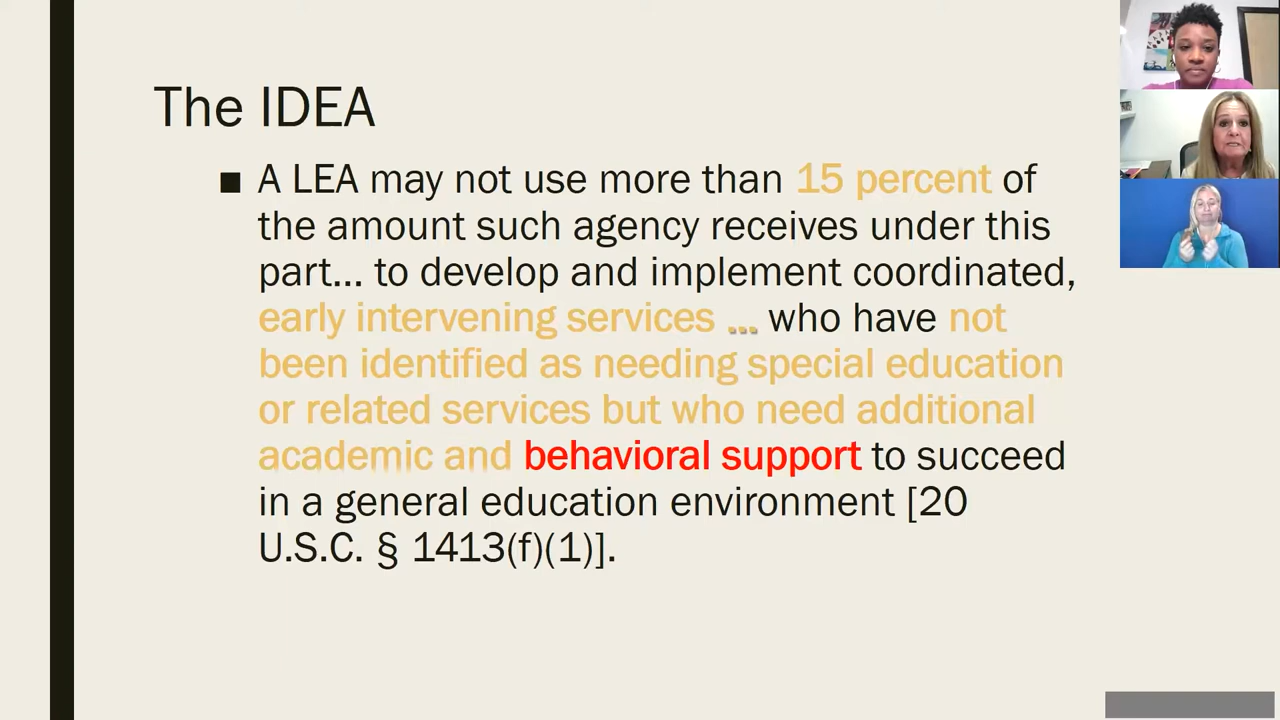 The IDEA
■ A LEA may not use more than 15 percent of
the amount such agency receives under this
part... to develop and implement coordinated,
early intervening services ... who have not
been identified as needing special education
or related services but who need additional
academic and behavioral support to succeed
in a general education environment [20
U.S.C. § 1413(f)(1)].